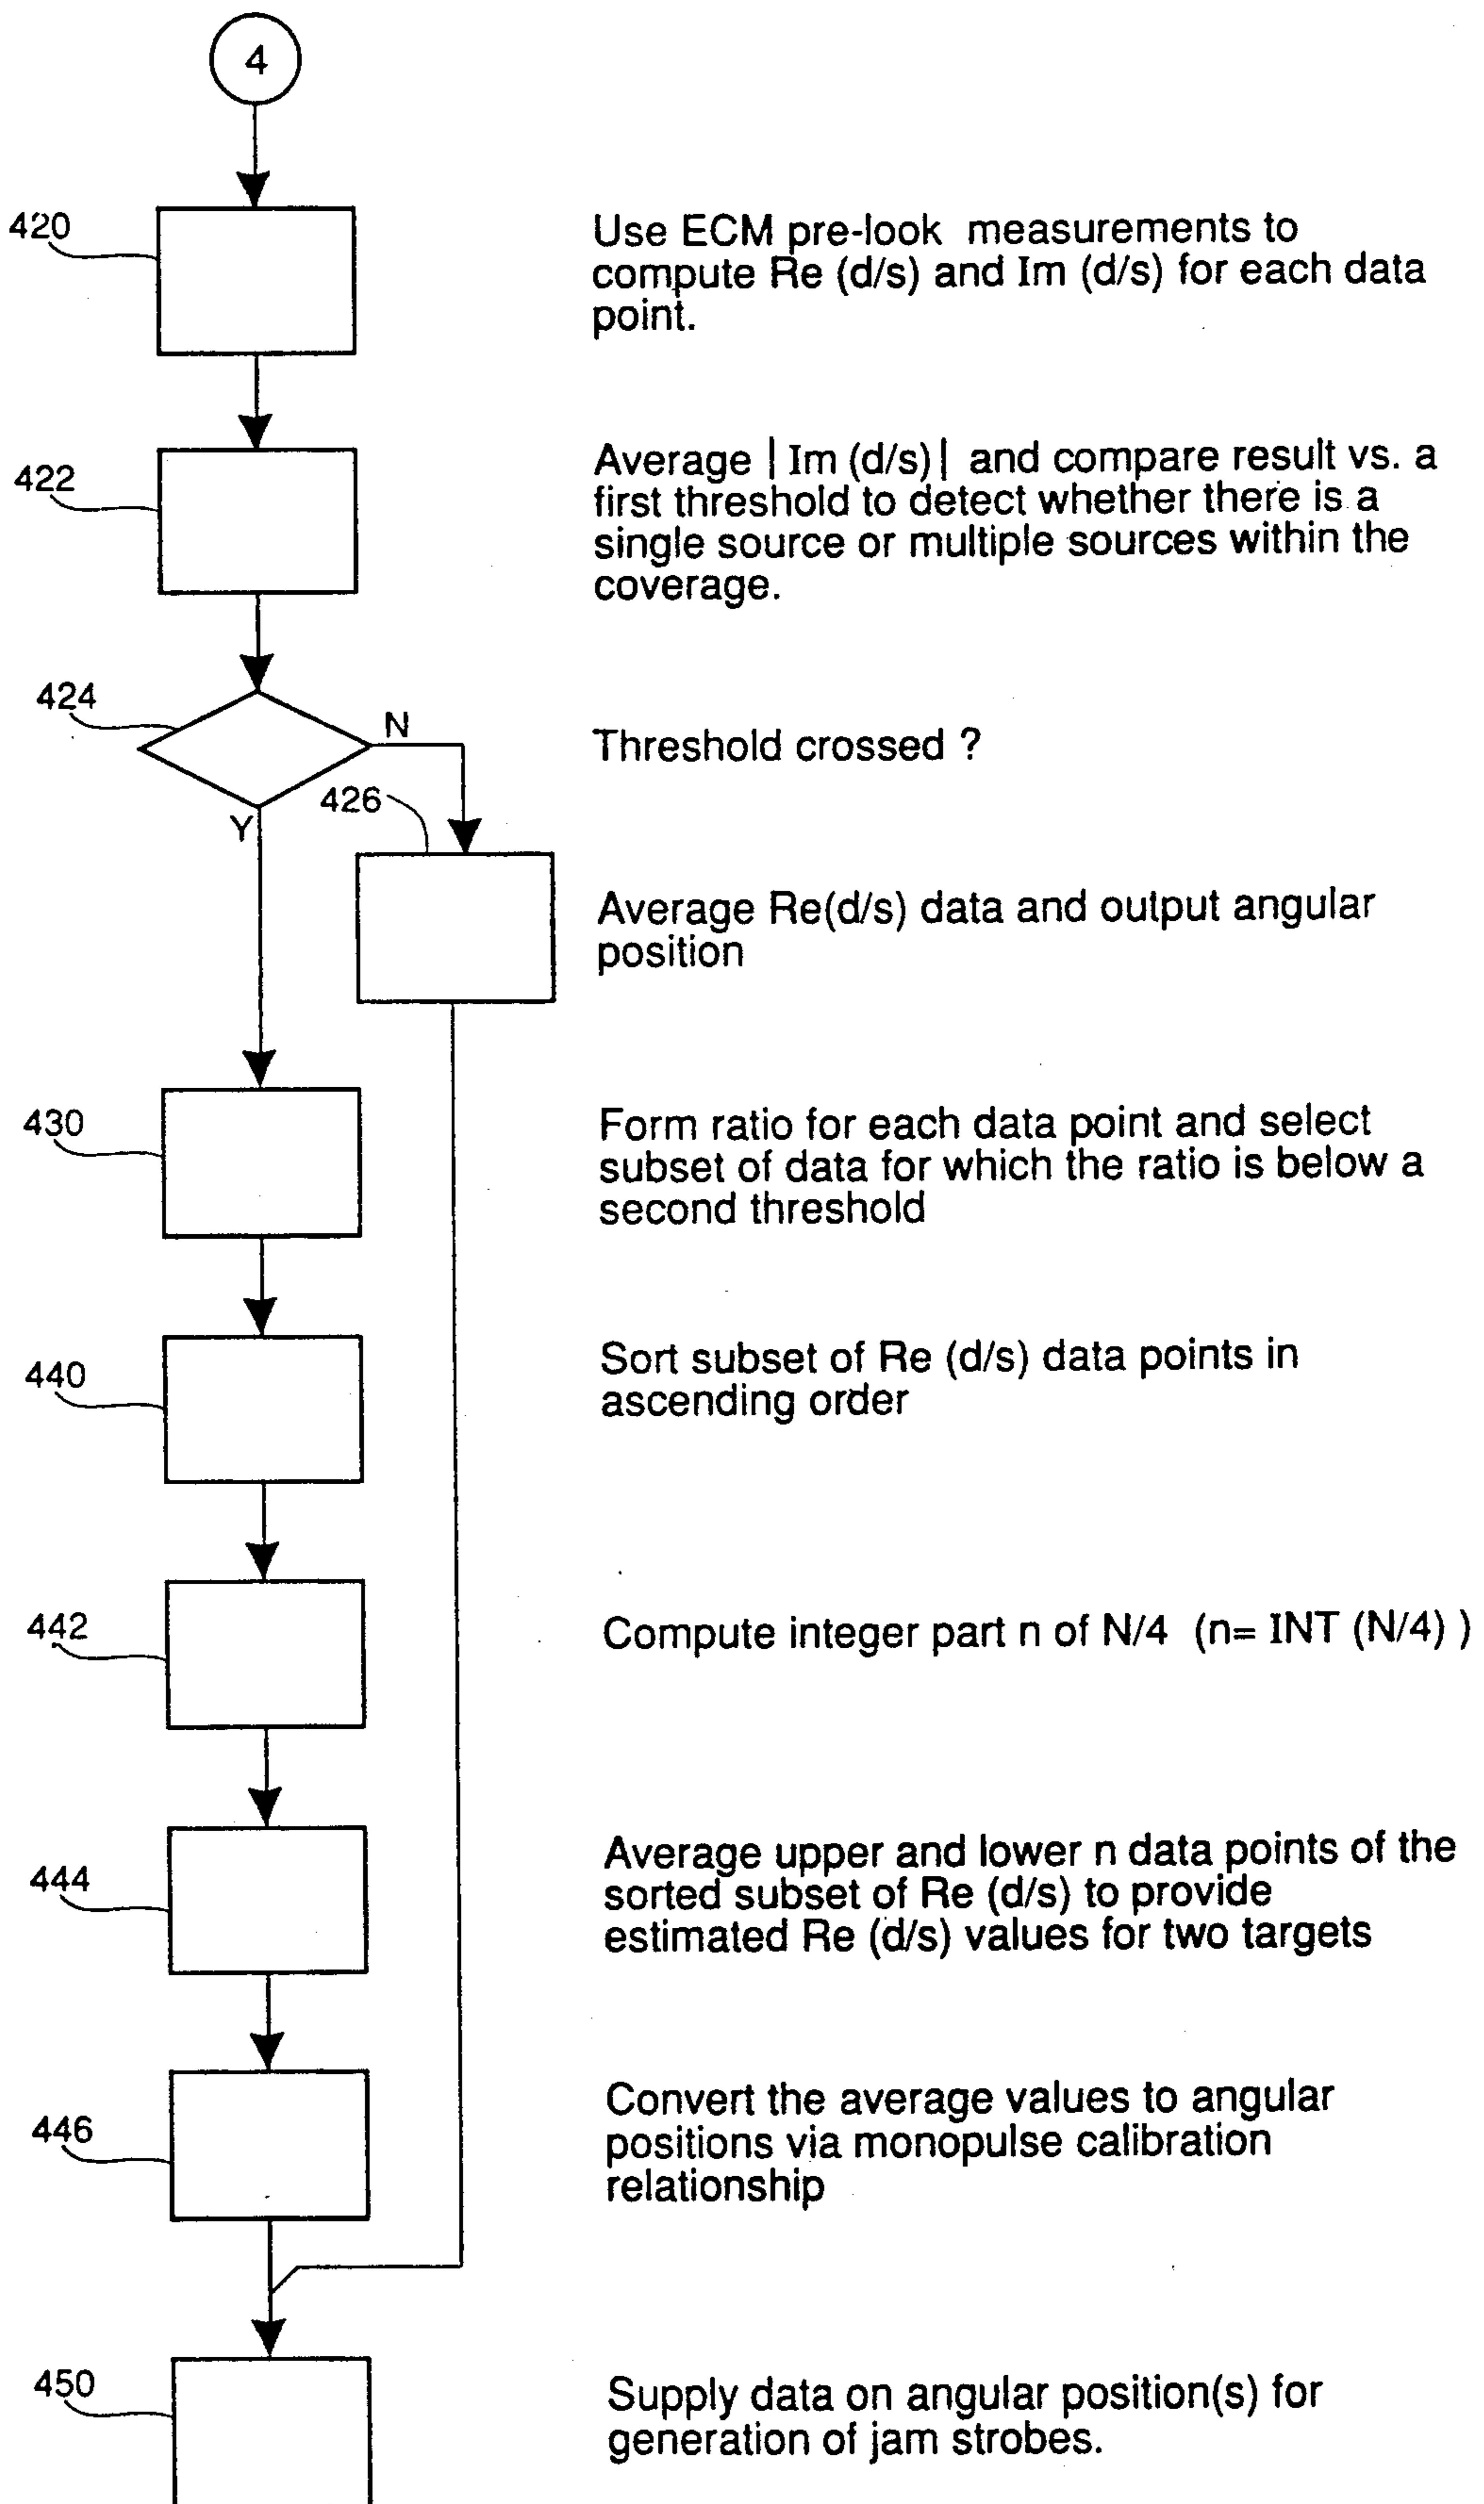 4
420
Use ECM pre-look measurements to
compute Re (d/s) and Im (d/s) for each data
point.
422
Average | Im (d/s) | and compare result vs. a
first threshold to detect whether there is a
single source or multiple sources within the
coverage.
424
N
Threshold crossed ?
426
Y
Average Re(d/s) data and output angular
position
430
Form ratio for each data point and select
subset of data for which the ratio is below a
second threshold
440
Sort subset of Re (d/s) data points in
ascending order
442
Compute integer part n of N/4 (n= INT (N/4) )
444
Average upper and lower n data points of the
sorted subset of Re (d/s) to provide
estimated Re (d/s) values for two targets
446
Convert the average values to angular
positions via monopulse calibration
relationship
450
Supply data on angular position(s) for
generation of jam strobes.